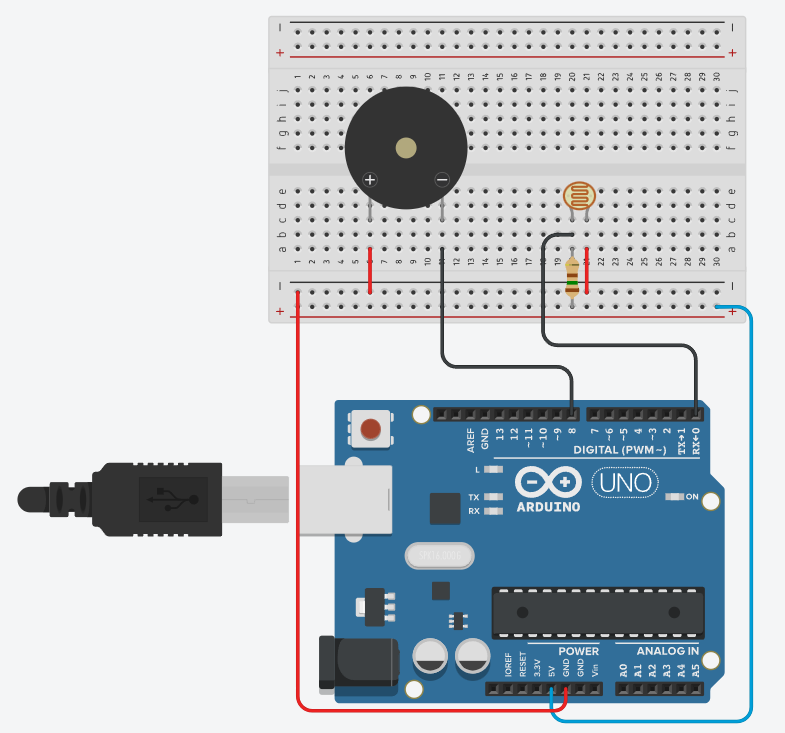 − −
+ +
1 2 3 4 5 6 7 8 9 10 11 12 13 14 15 16 17 18 19 20 21 22 23 24 25 26 27 28 29 30
j j
i i
h h
g g
f f
+ −
e e
d d
c c
b b
a a
1 2 3 4 5 6 7 8 9 10 11 12 13 14 15 16 17 18 19 20 21 22 23 24 25 26 27 28 29 30
− −
+ +
AREF GND 13 12 ~11 ~10 ~9 8 7 ~6 ~5 4 ~3 2 TX→1 RX←0
DIGITAL (PWM~)
L
TX
RX
− +
UNO
ON
ARDUINO
POWER ANALOG IN
IOREF RESET 3.3V 5V GND GND Vin A0 A1 A2 A3 A4 A5